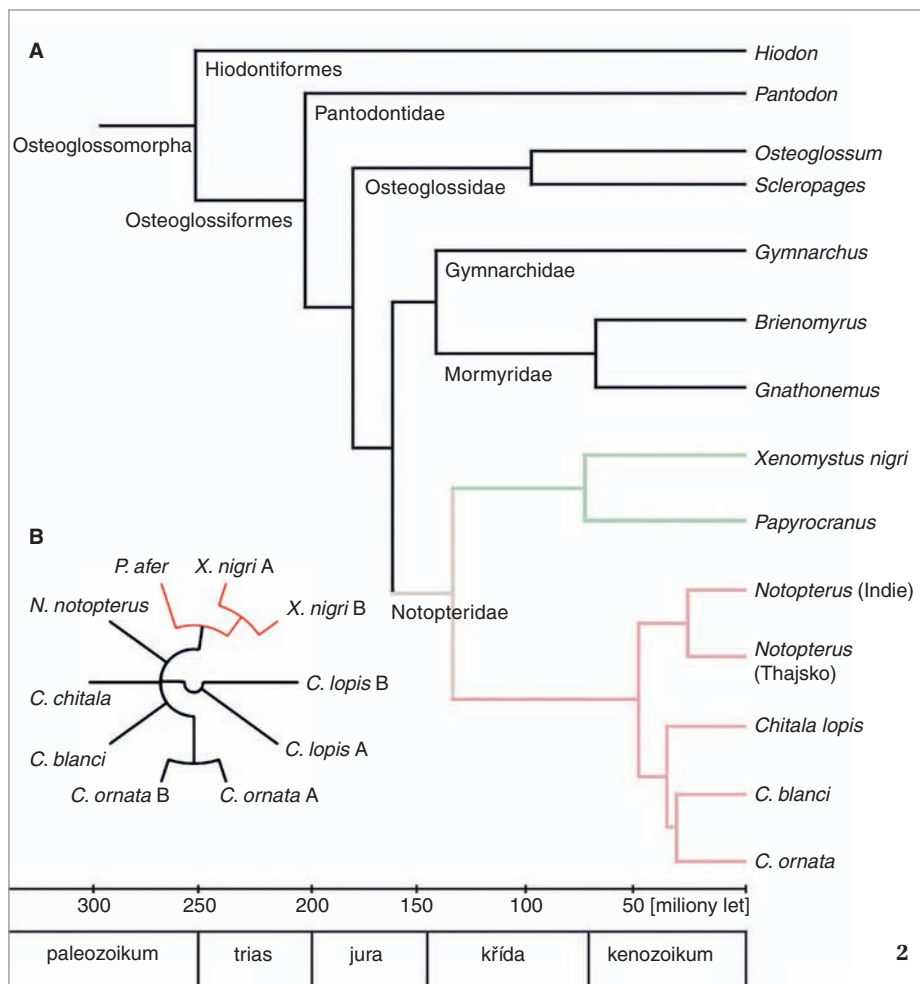 A
Hiodon
Hiodontiformes
Pantodon
Pantodontidae
Osteoglossomorpha
Osteoglossum
Osteoglossidae
Scleropages
Osteoglossiformes
Gymnarchus
Gymnarchidae
Brienomyrus
Mormyridae
Gnathonemus
Xenomystus nigri
Papyrocranus
Notopteridae
Notopterus (Indie)
Notopterus
(Thajsko)
Chitala lopis
C. blanci
C. ornata
B
P. afer
X. nigri A
N. notopterus
X. nigri B
C. chitala
C. lopis B
C. blanci
C. lopis A
C. ornata B
C. ornata A
300 250 200 150 100 50 [miliony let]
paleozoikum trias jura křída kenozoikum
2